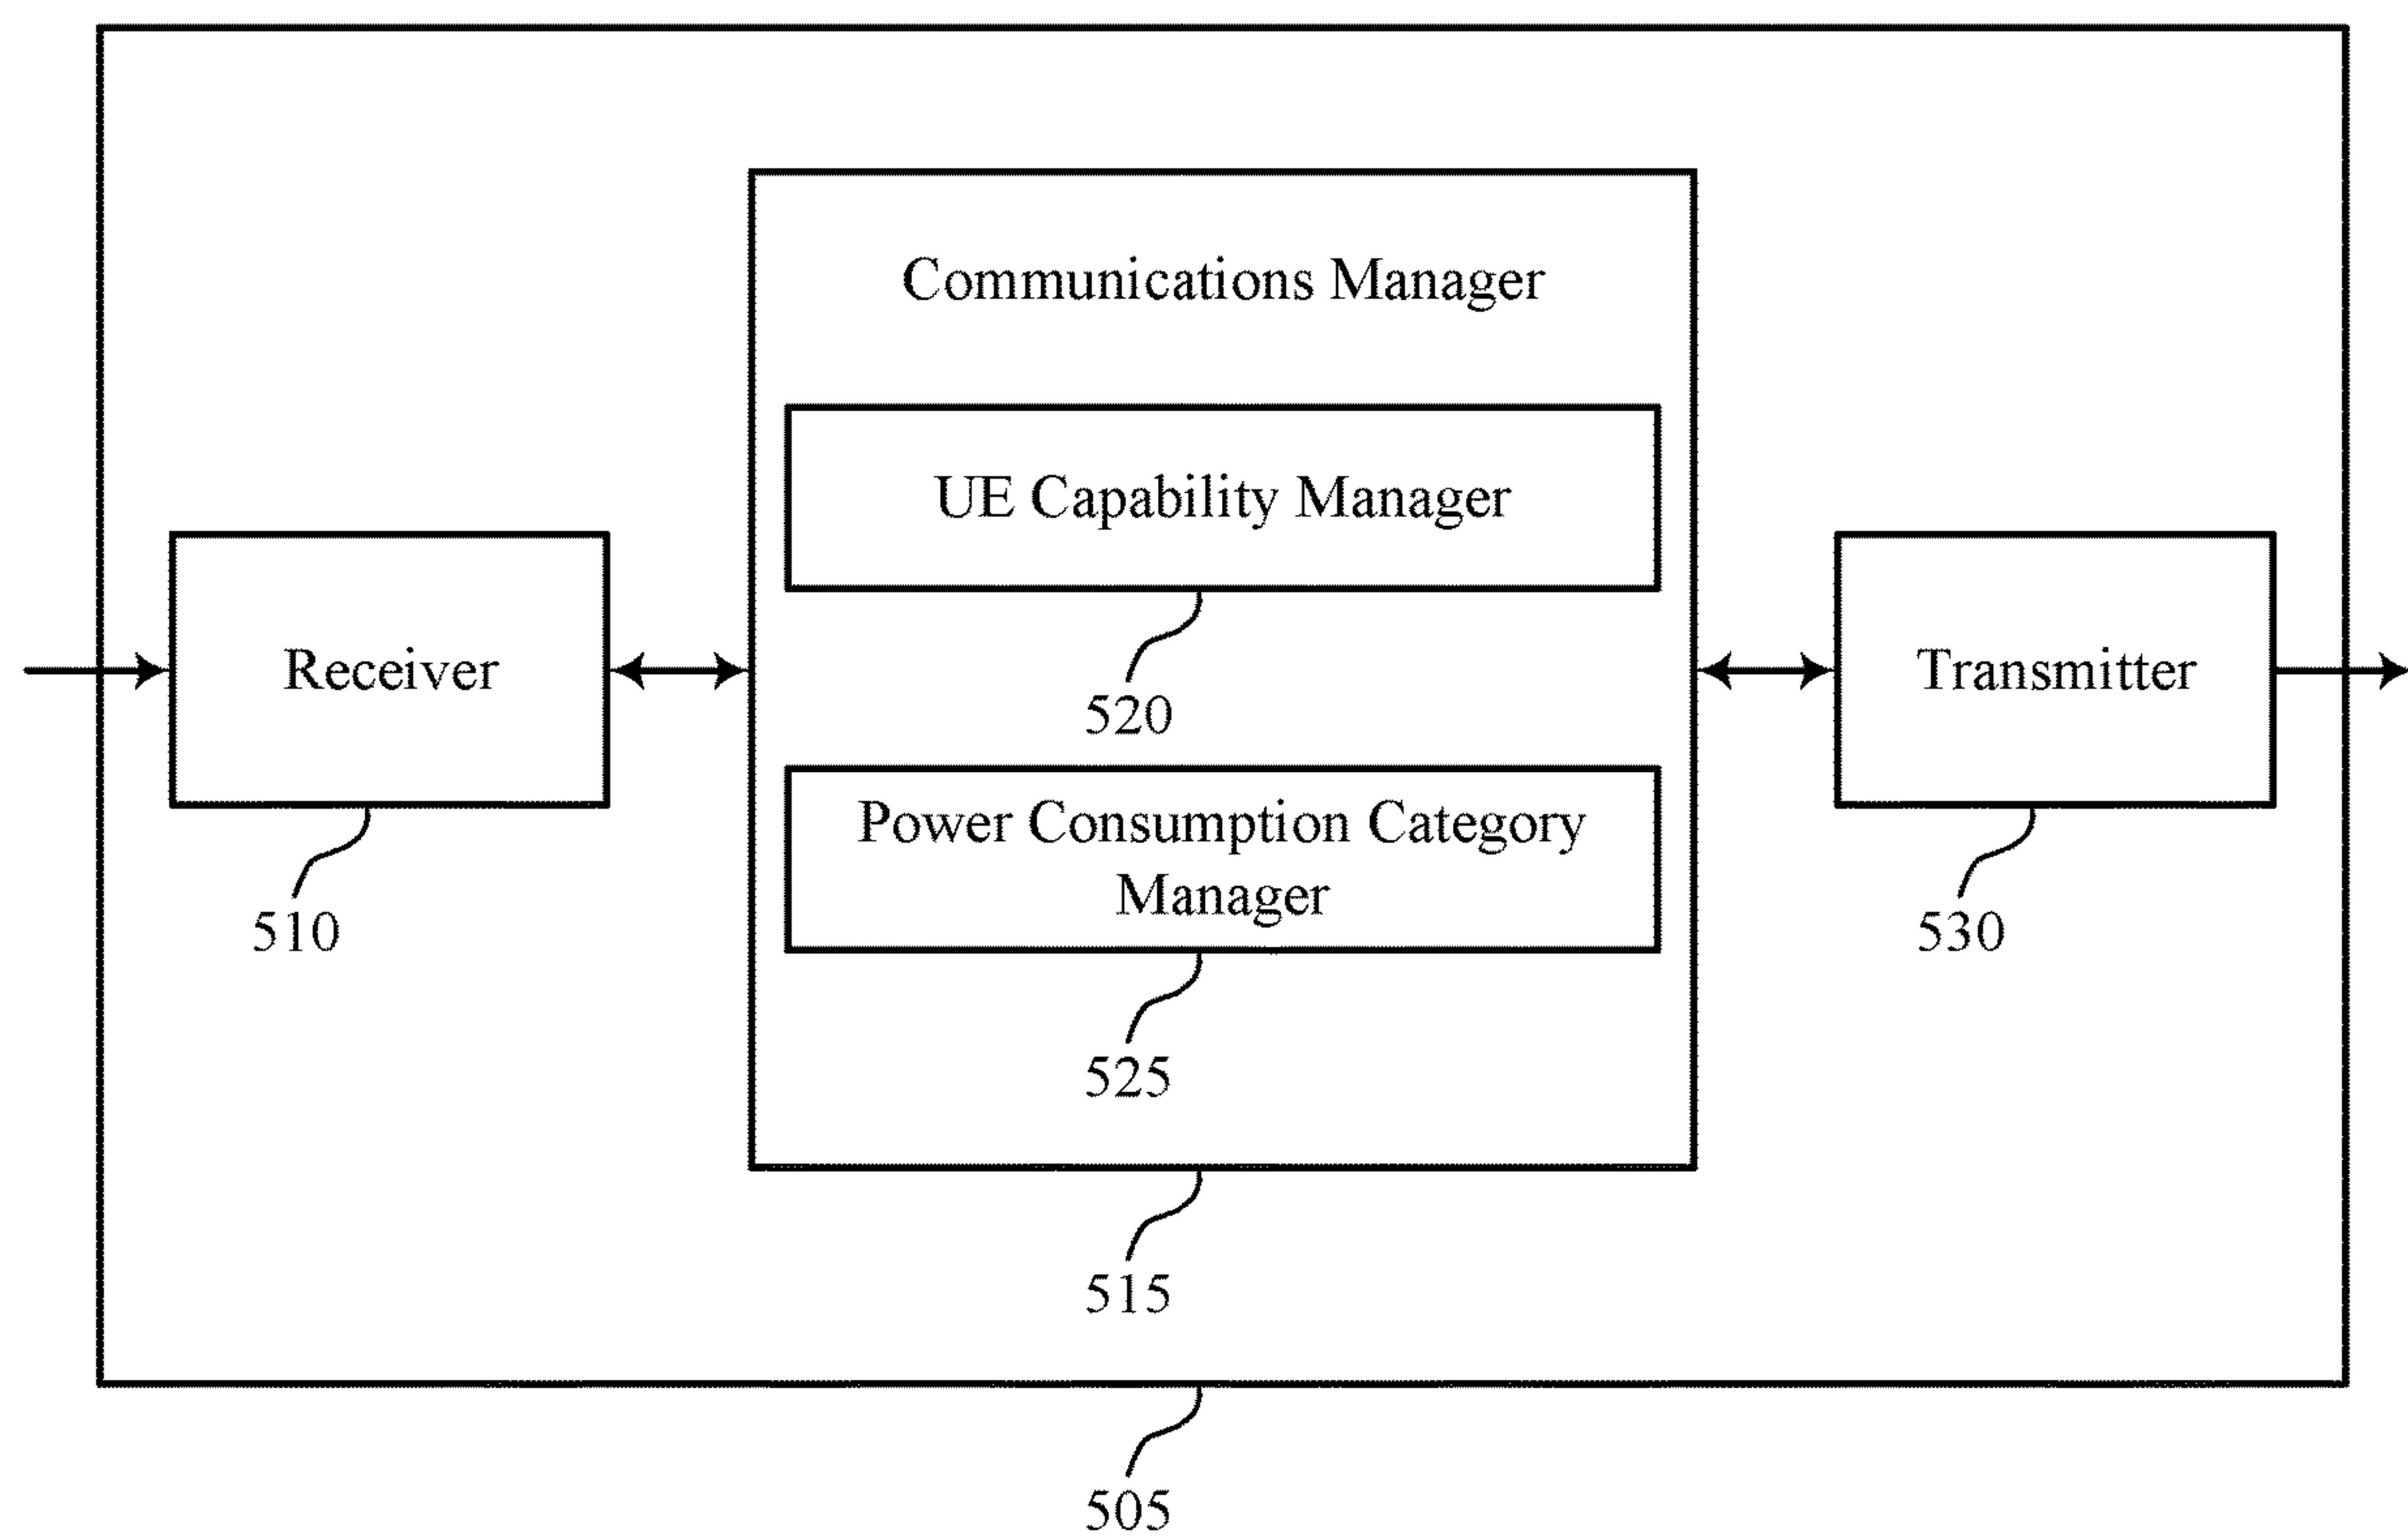 Communications Manager
UE Capability Manager
520
Receiver
510
Transmitter
530
Power Consumption Category
Manager
525
515
505